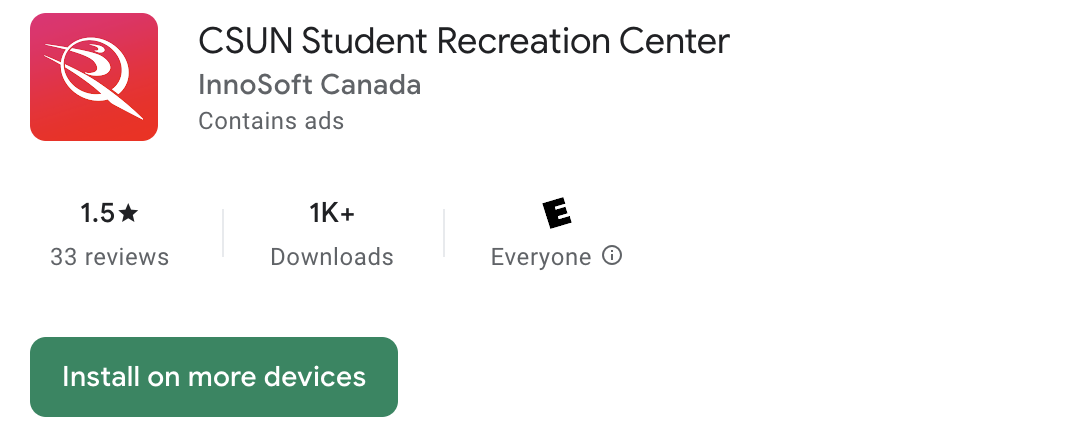 CSUN Student Recreation Center
InnoSoft Canada
Contains ads
1.5★ 1K+ E
33 reviews Downloads Everyone
Install on more devices